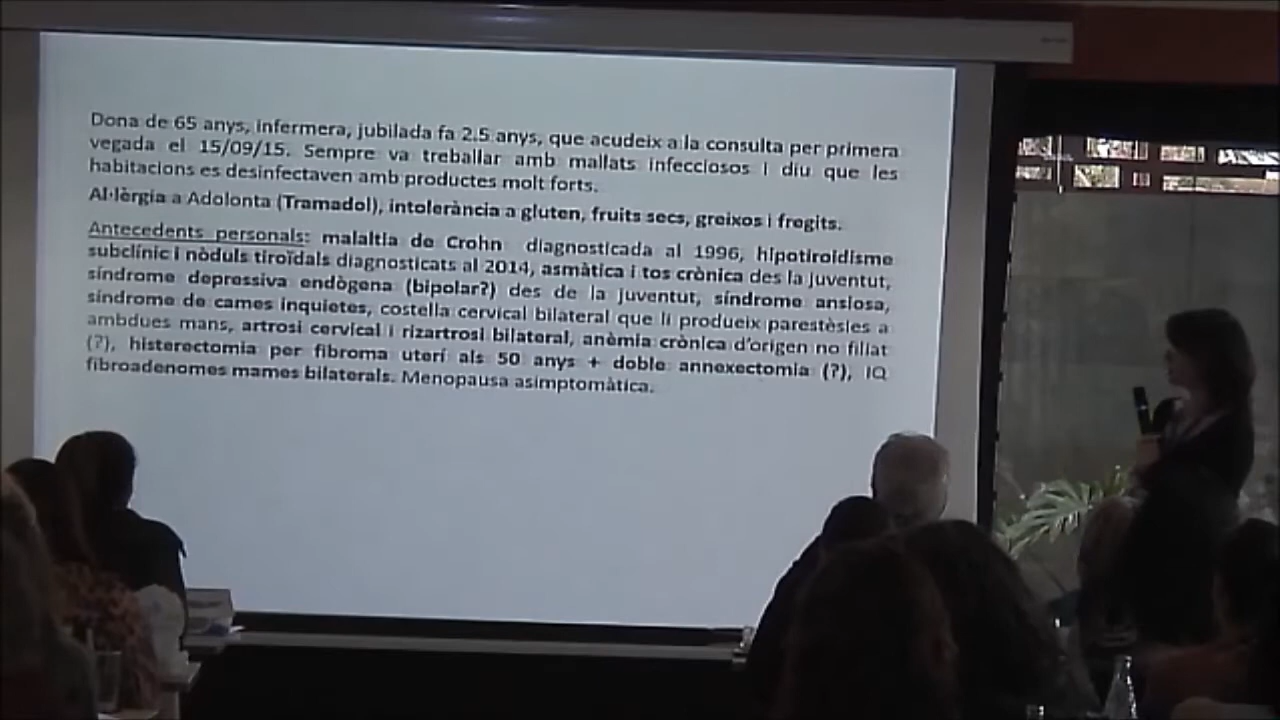 Dona de 65 anys, infermera, jubilada fa 2.5 anys, que acudeix a la consulta per primera
vegada el 15/09/15. Sempre va treballar amb mallats infecciosos i diu que les
habitacions es desinfectaven amb productes molt forts.
Al·lèrgia a Adolonta (Tramadol), intolerància a gluten, fruits secs, greixos i fregits.
Antecedents personals: malaltia de Crohn diagnosticada al 1996, hipotiroidisme
subclínic i nòduls tiroïdals diagnosticats al 2014, asmàtica i tos crònica des la juventut,
síndrome depressiva endògena (bipolar?) des de la juventut, síndrome ansiosa,
síndrome de cames inquietes, costella cervical bilateral que li produeix parestèsies a
ambdues mans, artrosi cervical i rizartrosi bilateral, anèmia crònica d'origen no filiat
(?), histerectomia per fibroma uterí als 50 anys + doble annexectomia (?), IQ
fibroadenomes mames bilaterals. Menopausa asimptomàtica.